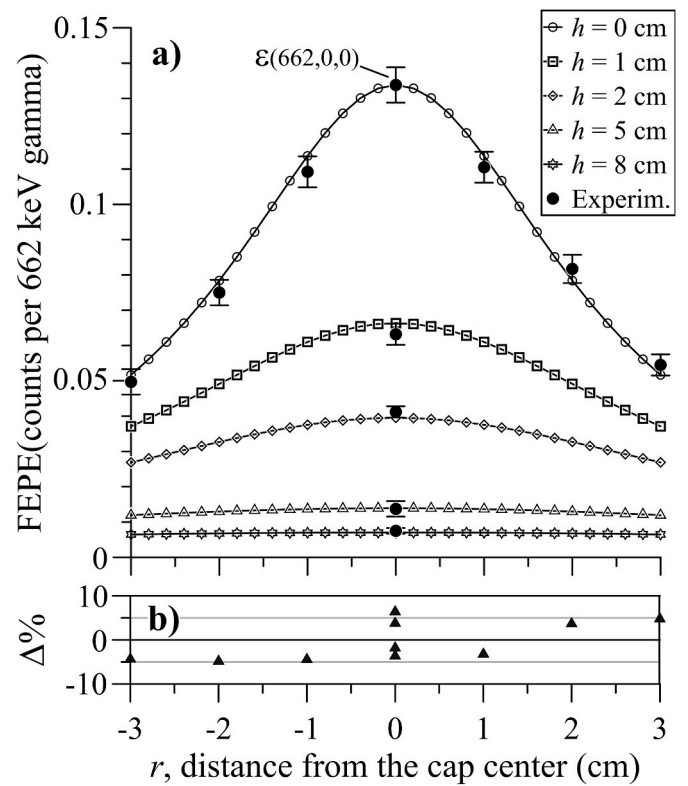 0.15
a)
ε(662,0,0)
h = 0 cm
h = 1 cm
h = 2 cm
h = 5 cm
h = 8 cm
Experim.
0.1
0.05
0
FEPE(counts per 662 keV gamma)
10
b)
0
-10
Δ%
-3 -2 -1 0 1 2 3
r, distance from the cap center (cm)